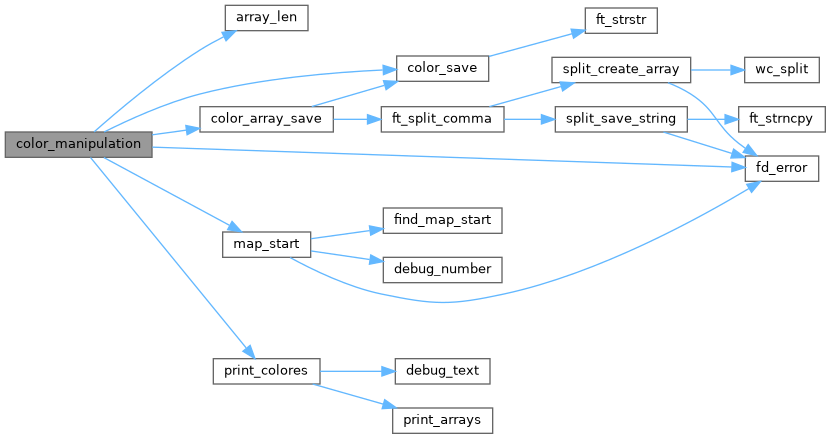 array_len
ft_strstr
color_save
split_create_array
wc_split
color_array_save
ft_split_comma
split_save_string
ft_strncpy
color_manipulation
fd_error
find_map_start
map_start
debug_number
print_colores
debug_text
print_arrays